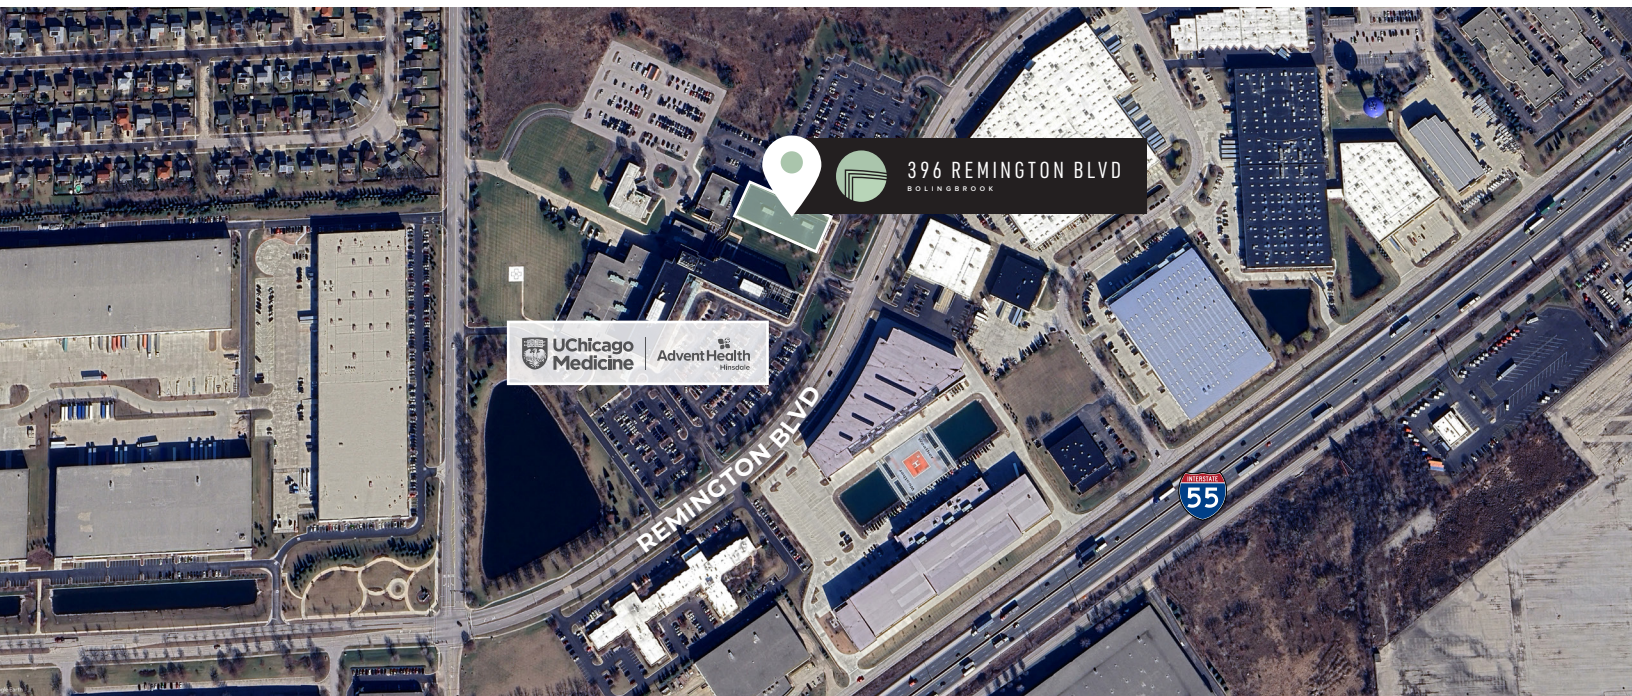 396 REMINGTON BLVD
BOLINGBROOK
UChicago
Medicine
AdventHealth
Hinsdale
REMINGTON BLVD
INTERSTATE
55
H